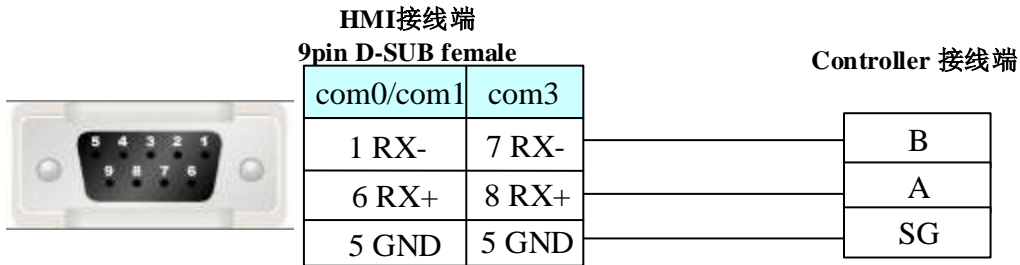 HMI接线端
9pin D-SUB female
Controller 接线端
com0/com1 com3
5 4 3 2 1
9 8 7 6
1 RX- 7 RX- B
6 RX+ 8 RX+ A
5 GND 5 GND SG